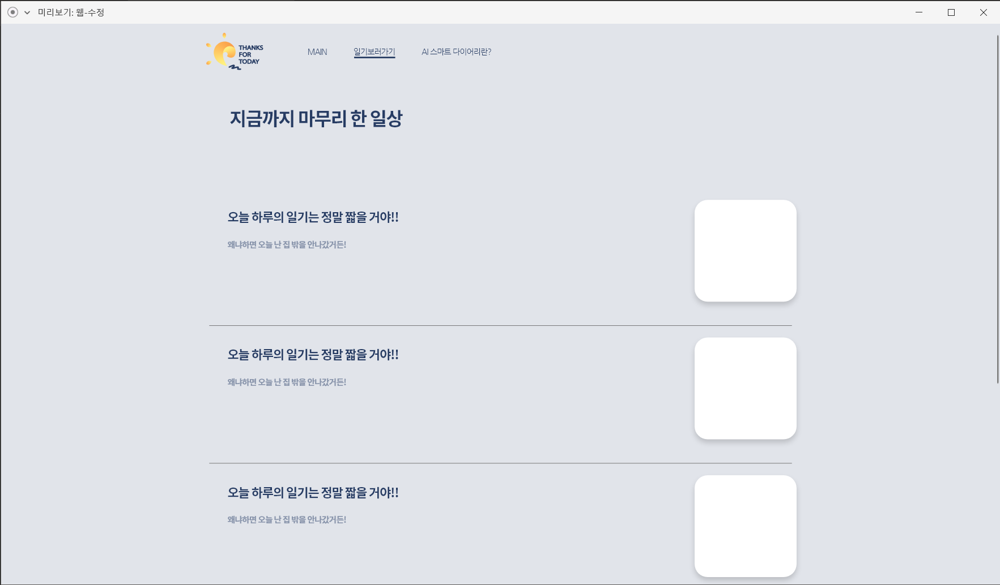 미리보기: 웹-수정
THANKS
FOR
TODAY
MAIN 일기보러가기 AI 스마트 다이어리란?
지금까지 마무리 한 일상
오늘 하루의 일기는 정말 짧을 거야!!
왜냐하면 오늘 난 집 밖을 안나갔거든!
오늘 하루의 일기는 정말 짧을 거야!!
왜냐하면 오늘 난 집 밖을 안나갔거든!
오늘 하루의 일기는 정말 짧을 거야!!
왜냐하면 오늘 난 집 밖을 안나갔거든!